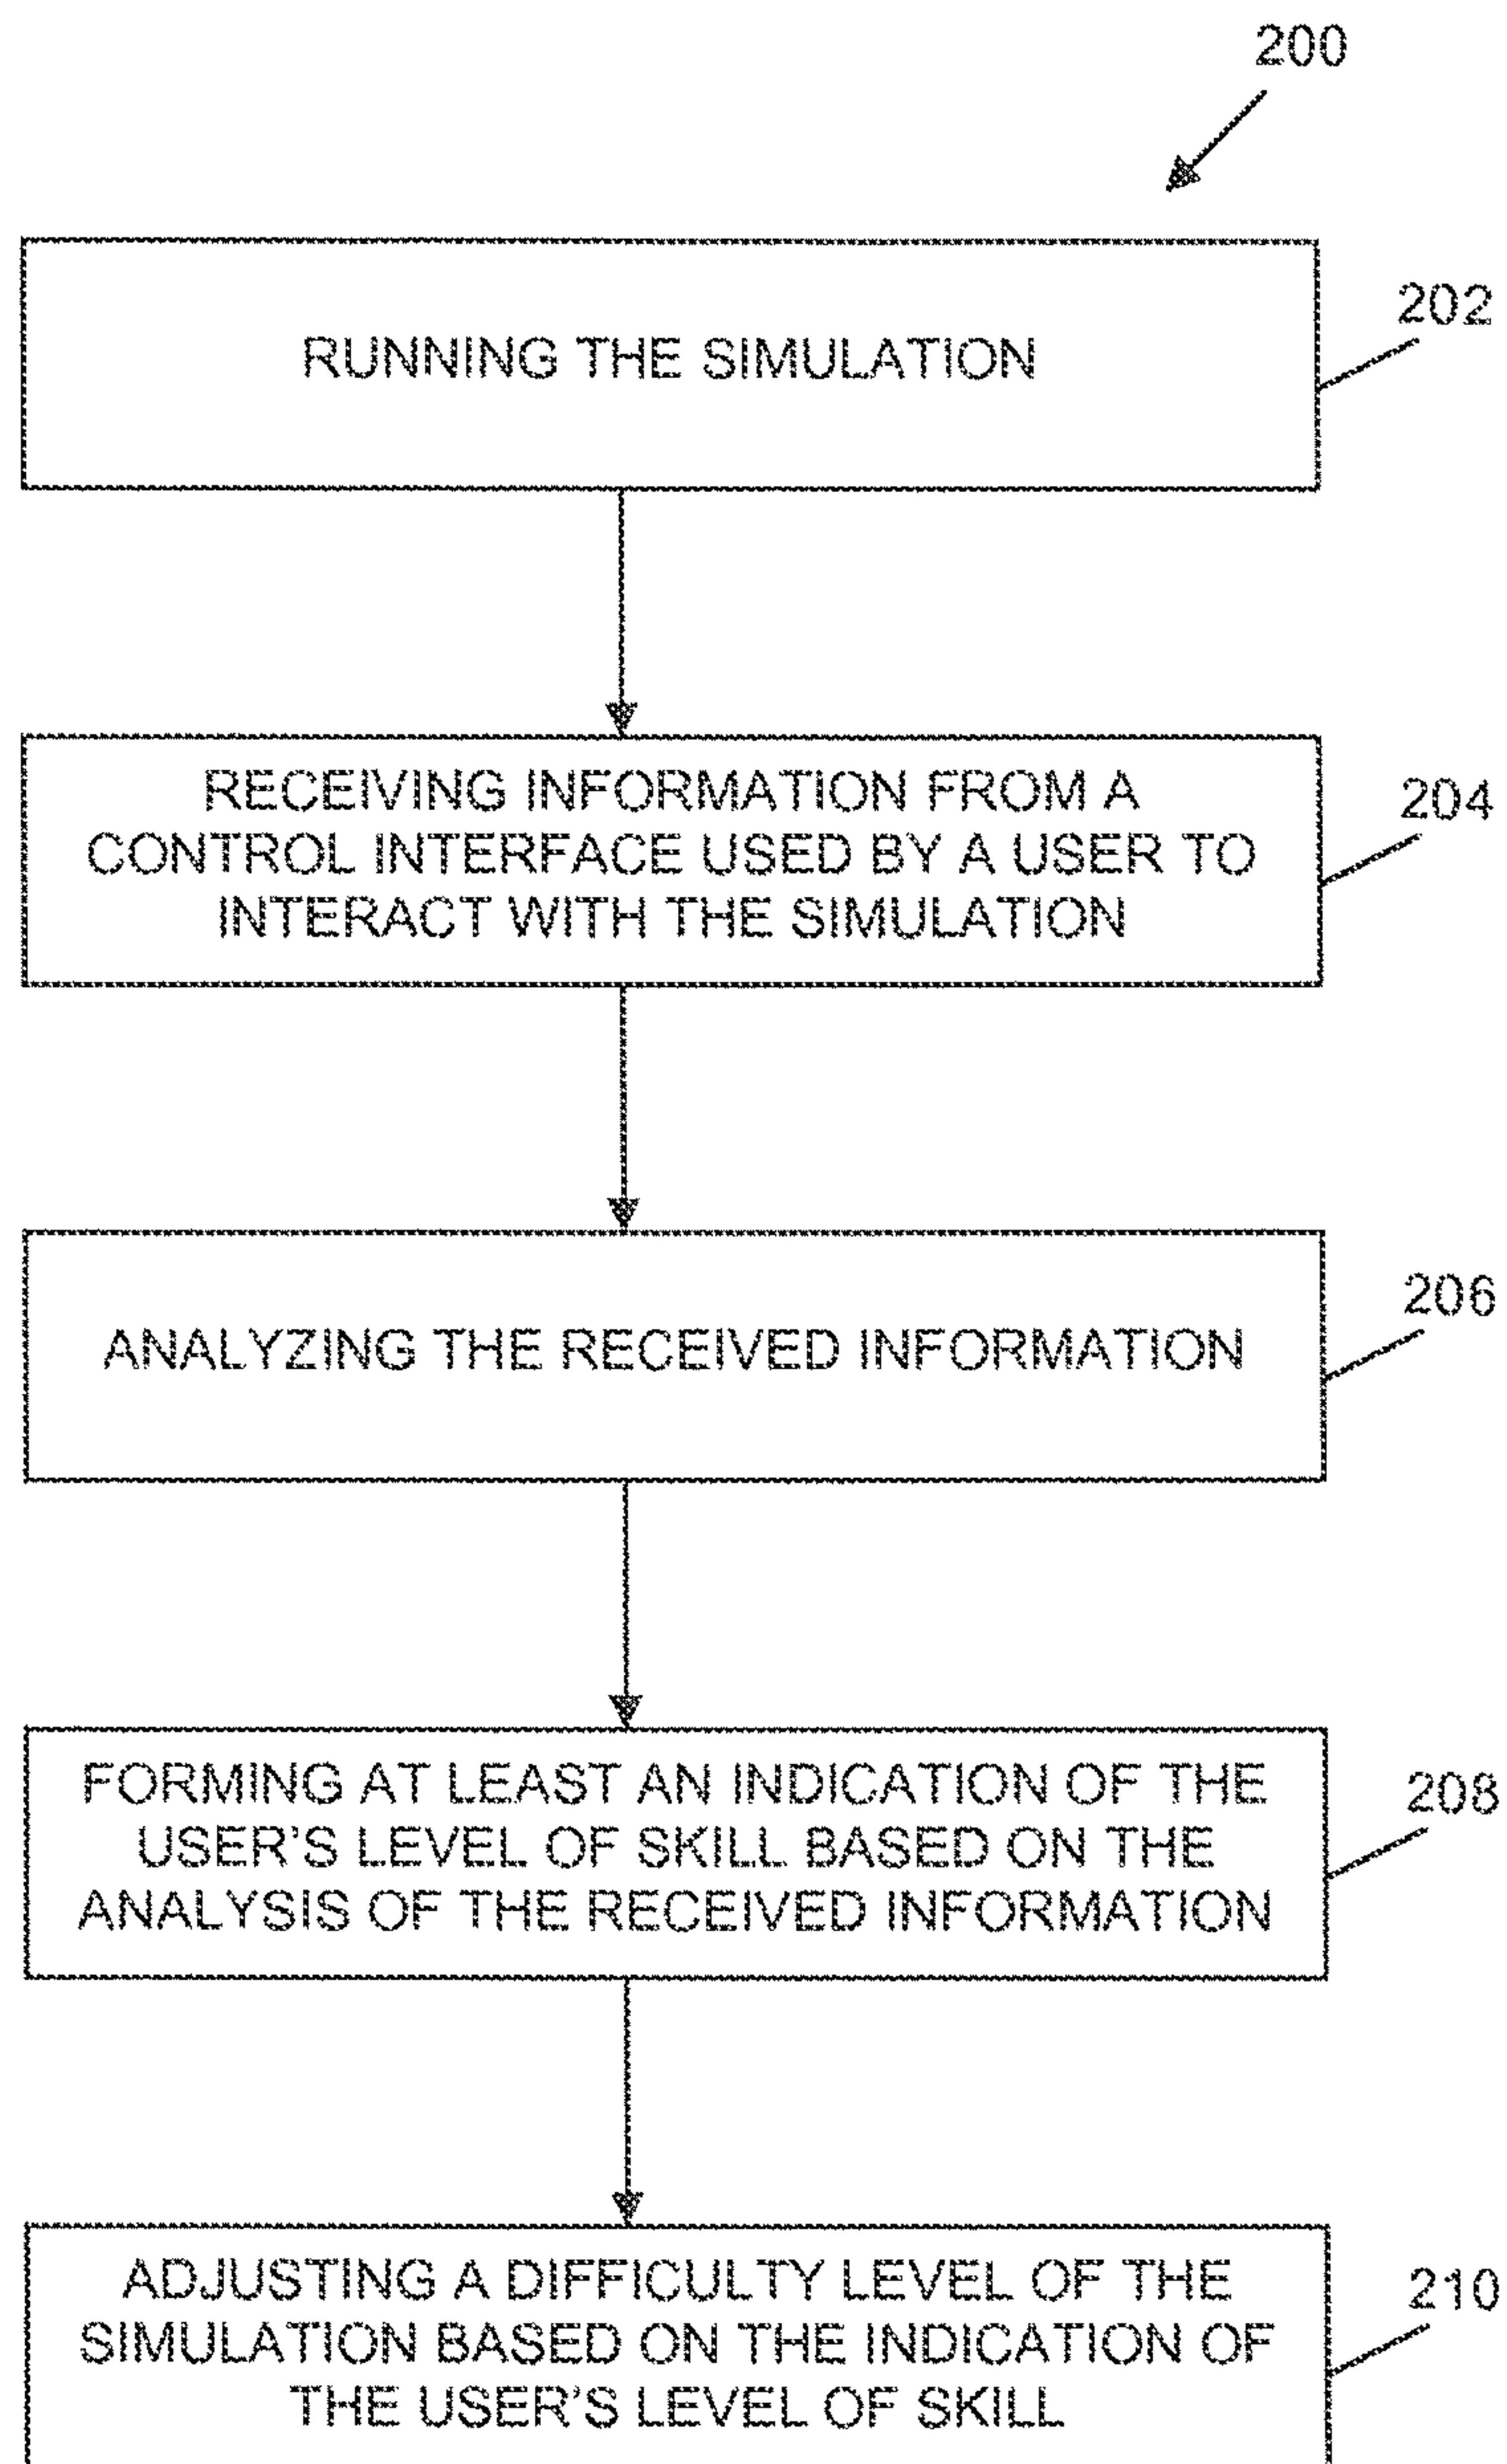 200
RUNNING THE SIMULATION
202
RECEIVING INFORMATION FROM A
CONTROL INTERFACE USED BY A USER TO
INTERACT WITH THE SIMULATION
204
ANALYZING THE RECEIVED INFORMATION
206
FORMING AT LEAST AN INDICATION OF THE
USER'S LEVEL OF SKILL BASED ON THE
ANALYSIS OF THE RECEIVED INFORMATION
208
ADJUSTING A DIFFICULTY LEVEL OF THE
SIMULATION BASED ON THE INDICATION OF
THE USER'S LEVEL OF SKILL
210